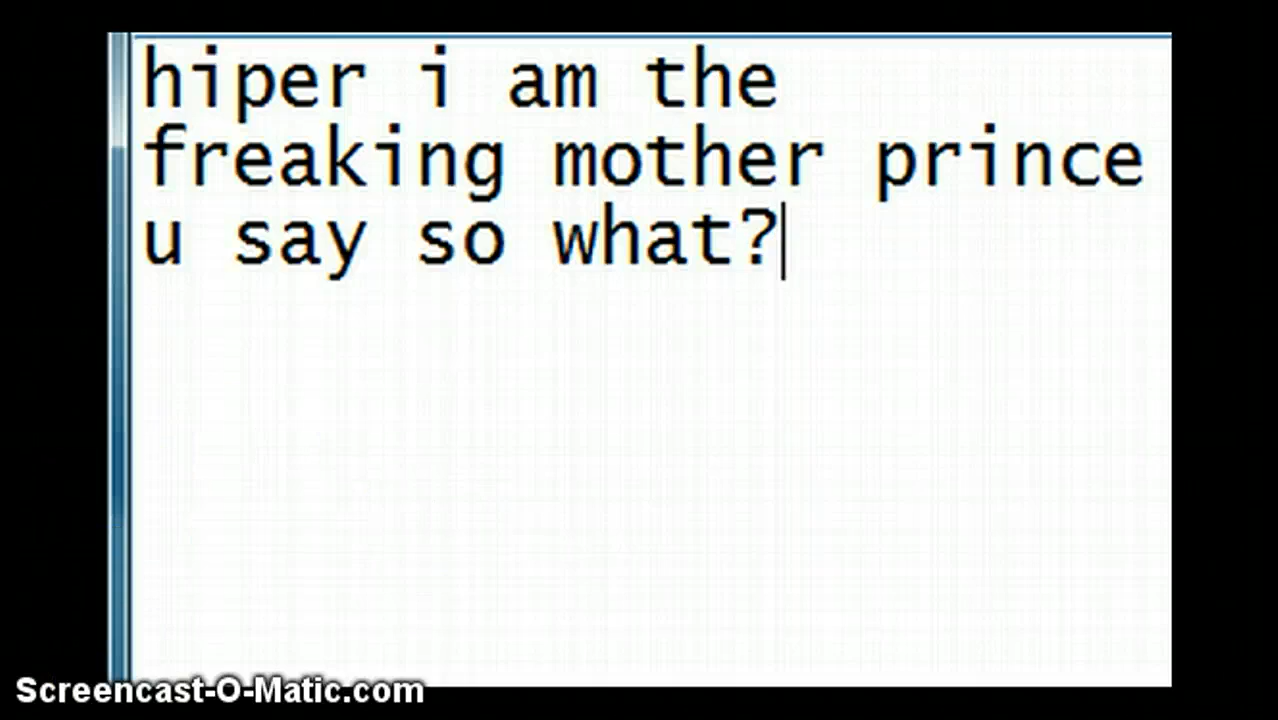 hiper i am the
freaking mother prince
u say so what?
Screencast-O-Matic.com